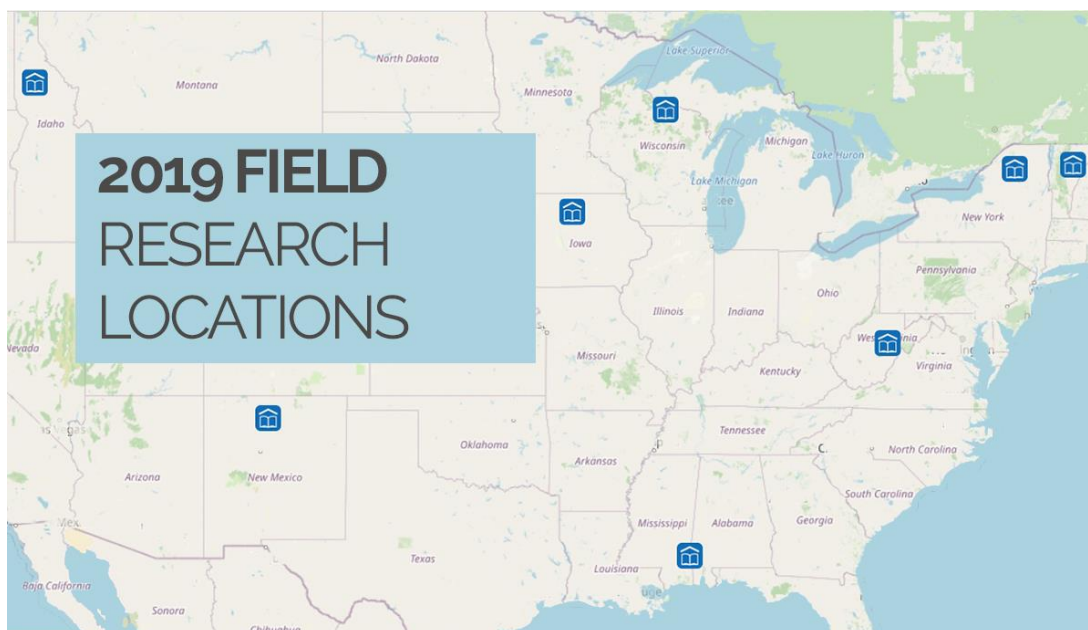 Lake Superior
North Dakota
Montana
Minnesota
Idaho
2019 FIELD
RESEARCH
LOCATIONS
Wisconsin
Michigan
Lake Huron
Lake Michigan
New York
Iowa
Pennsylvania
Ohio
Illinois
Indiana
Nevada
Missouri
Virginia
Kentucky
Tennessee
Oklahoma
North Carolina
Arkansas
Arizona
New Mexico
South Carolina
Mississippi
Alabama
Georgia
Texas
Louisiana
Baja California
Sonora
Chihuahua